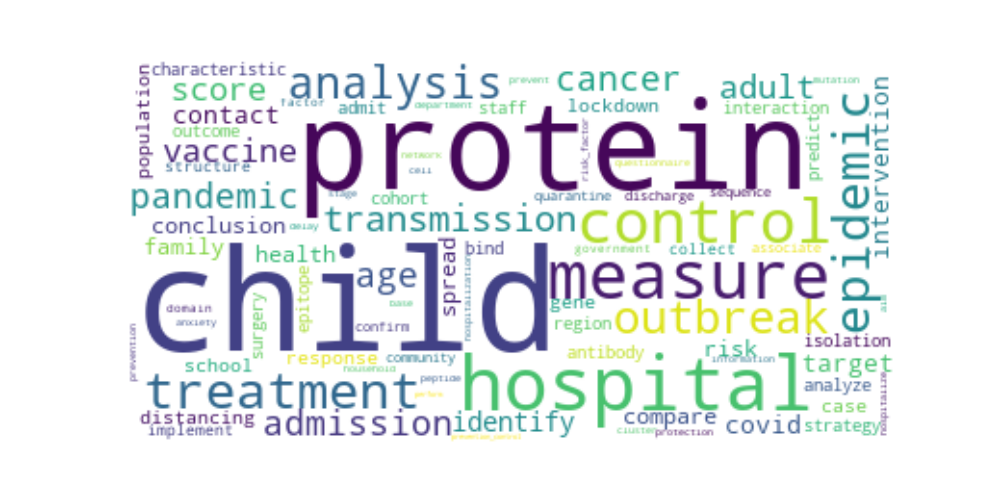 characteristic
analysis
prevent
cancer
adult
mutation
population
score
factor
admit
department
staff
lockdown
interaction
contact
outcome
protein
epidemic
intervention
vaccine
structure
network
cell
risk_factor
questionnaire
predict
pandemic
stage
cohort
quarantine
discharge
sequence
conclusion
delay
transmission
control
family
health
spread
bind
government
collect
associate
child
age
hospitalization
measure
domain
anxiety
epitope
base
gene
surgery
confirm
region
outbreak
prevention
school
response
community
antibody
risk
information
isolation
household
target
treatment
peptide
hospital
analyze
hospitalize
distancing
implement
admission
identify
compare
covid
case
strategy
cluster
protection
prevention_control